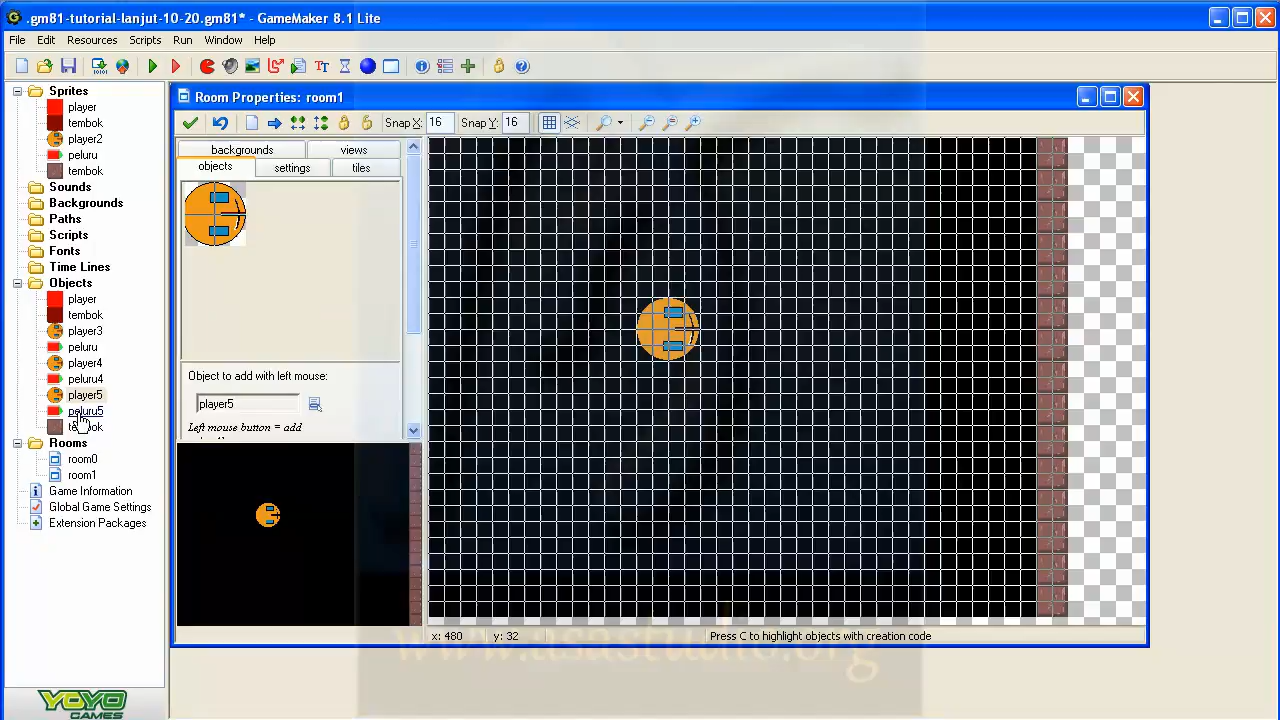 .gm81-tutorial-lanjut-10-20.gm81* - GameMaker 8.1 Lite
File Edit Resources Scripts Run Window Help
Sprites
player
tembok
player2
peluru
tembok
Sounds
Backgrounds
Paths
Scripts
Fonts
Time Lines
Objects
player
tembok
player3
peluru
player4
peluru4
player5
peluru5
tembok
Rooms
room0
room1
Game Information
Global Game Settings
Extension Packages
YOYO
GAMES
Room Properties: room1
Snap X: 16 Snap Y: 16
backgrounds views
objects settings tiles
Object to add with left mouse:
player5
Left mouse button = add
x: 480 y: 32 Press C to highlight objects with creation code
www.asastudio.org